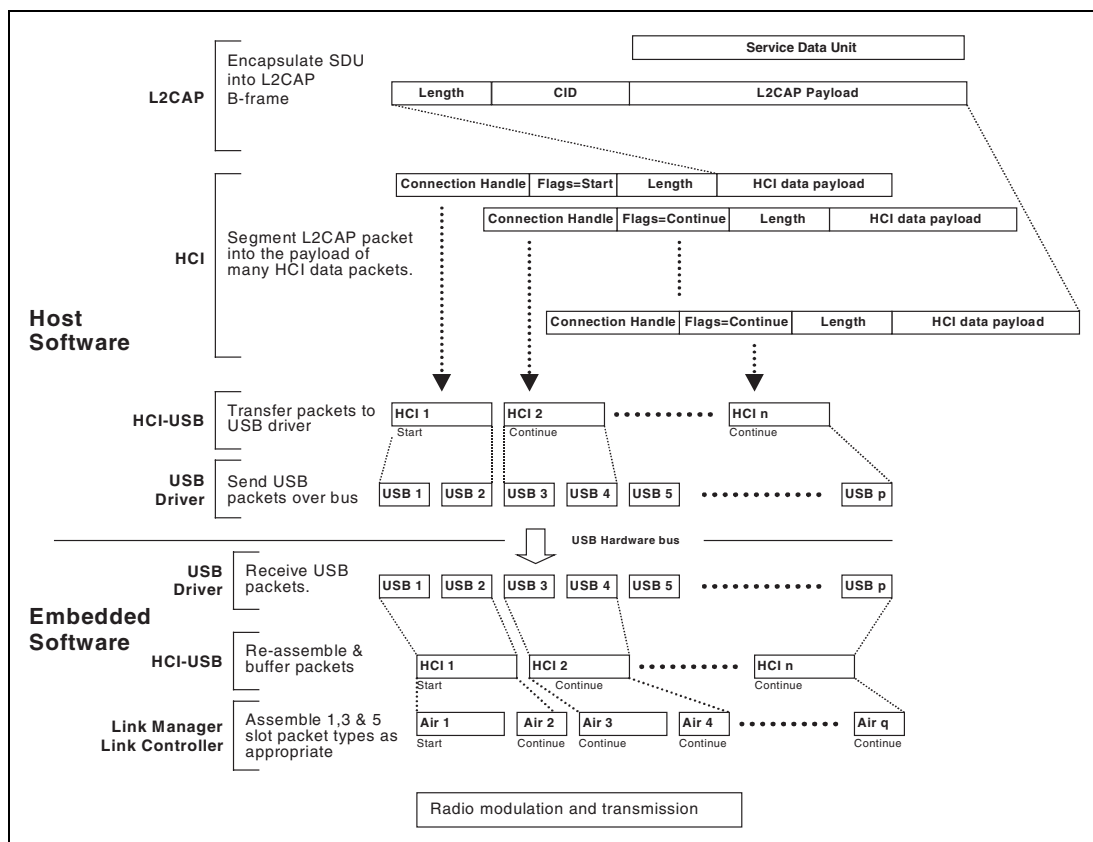 Service Data Unit
Encapsulate SDU
into L2CAP
B-frame
L2CAP
Length CID L2CAP Payload
Connection Handle Flags=Start Length HCI data payload
Connection Handle Flags=Continue Length HCI data payload
Segment L2CAP packet
into the payload of
many HCI data packets.
HCI
Host
Software
Connection Handle Flags=Continue Length HCI data payload
HCI-USB
Transfer packets to
USB driver
HCI 1 HCI 2 HCI n
Start Continue Continue
USB
Driver
Send USB
packets over bus
USB 1 USB 2 USB 3 USB 4 USB 5 USB p
USB Hardware bus
USB
Driver
Receive USB
packets.
USB 1 USB 2 USB 3 USB 4 USB 5 USB p
Embedded
Software
HCI-USB
Re-assemble &
buffer packets
HCI 1 HCI 2 HCI n
Start Continue Continue
Link Manager
Link Controller
Assemble 1,3 & 5
slot packet types as
appropriate
Air 1 Air 2 Air 3 Air 4 Air q
Start Continue Continue Continue Continue
Radio modulation and transmission